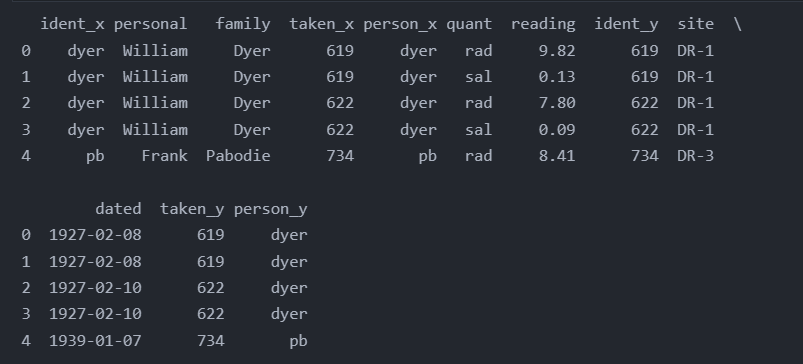 ident_x personal   family  taken_x person_x quant  reading  ident_y  site  \
0    dyer  William     Dyer      619     dyer   rad     9.82      619  DR-1
1    dyer  William     Dyer      619     dyer   sal     0.13      619  DR-1
2    dyer  William     Dyer      622     dyer   rad     7.80      622  DR-1
3    dyer  William     Dyer      622     dyer   sal     0.09      622  DR-1
4      pb    Frank  Pabodie      734       pb   rad     8.41      734  DR-3

        dated  taken_y person_y
0  1927-02-08      619     dyer
1  1927-02-08      619     dyer
2  1927-02-10      622     dyer
3  1927-02-10      622     dyer
4  1939-01-07      734       pb